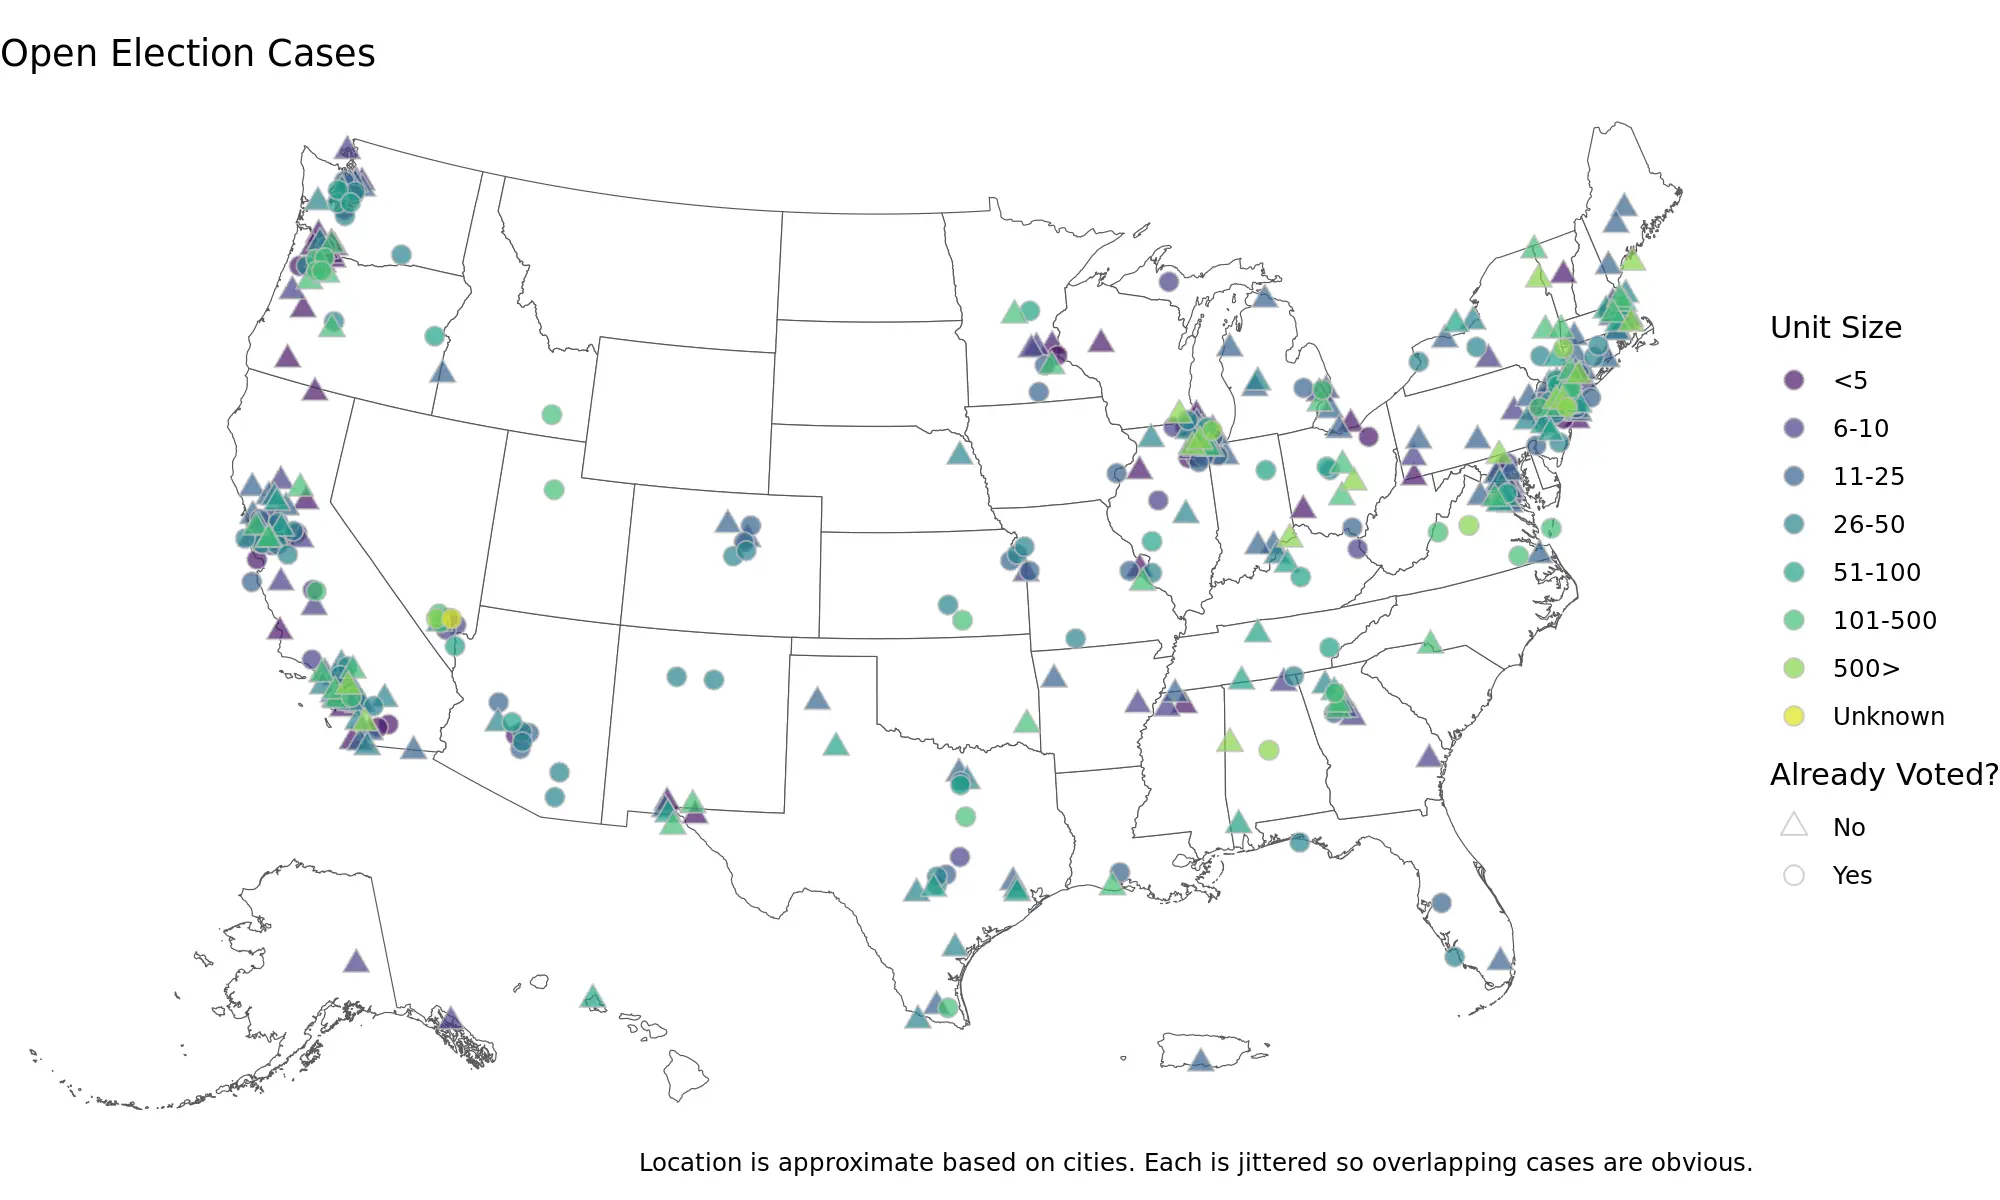 Open Election Cases
Unit Size
<5
6-10
11-25
26-50
51-100
101-500
500>
Unknown
Already Voted?
No
Yes
Location is approximate based on cities. Each is jittered so overlapping cases are obvious.